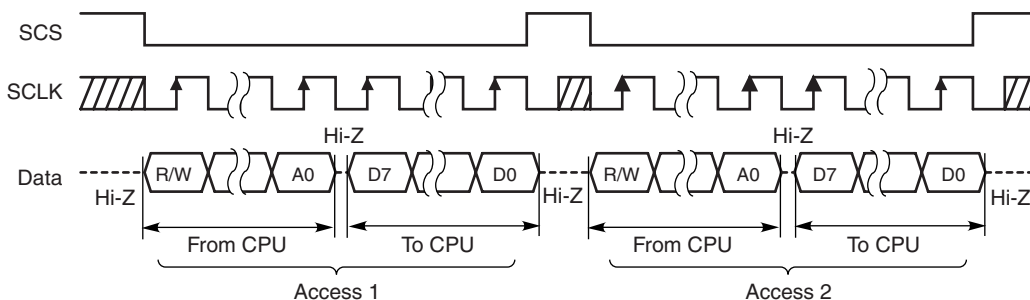 SCS
SCLK
Hi-Z Hi-Z
Data R/W A0 D7 D0 R/W A0 D7 D0
Hi-Z Hi-Z Hi-Z
From CPU To CPU From CPU To CPU
Access 1 Access 2